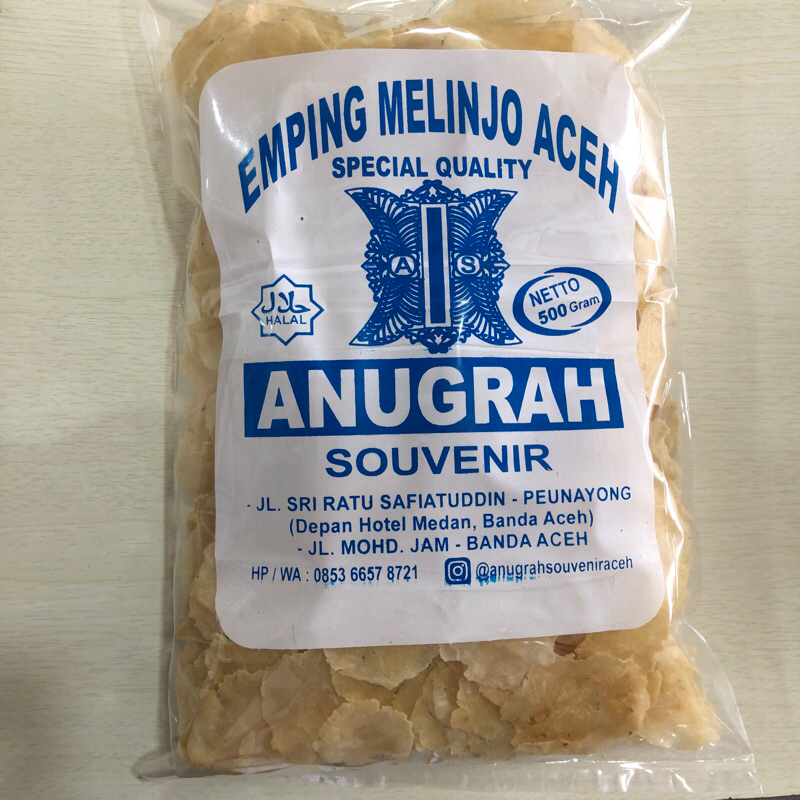 EMPING MELINJO ACEH
SPECIAL QUALITY
A S
حلال
HALAL
NETTO
500 Gram
ANUGRAH
SOUVENIR
- JL. SRI RATU SAFIATUDDIN - PEUNAYONG
(Depan Hotel Medan, Banda Aceh)
- JL. MOHD. JAM - BANDA ACEH
HP / WA : 0853 6657 8721 @anugrahsouveniraceh